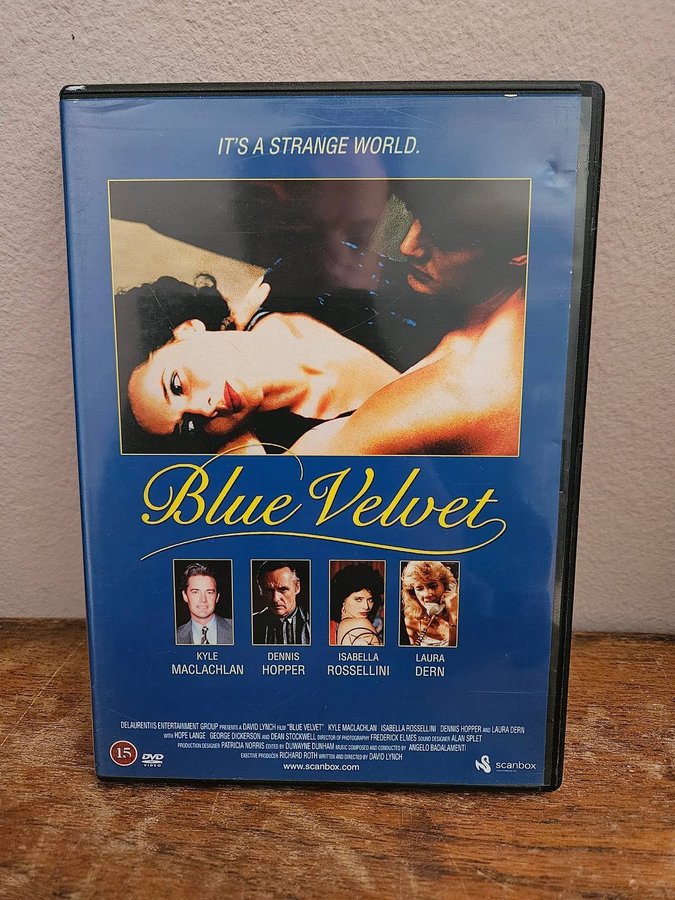 IT'S A STRANGE WORLD.
Blue Velvet
KYLE MACLACHLAN
DENNIS HOPPER
ISABELLA ROSSELLINI
LAURA DERN
DELAURENTIIS ENTERTAINMENT GROUP PRESENTS A DAVID LYNCH FILM "BLUE VELVET" KYLE MACLACHLAN ISABELLA ROSSELLINI DENNIS HOPPER AND LAURA DERN
WITH HOPE LANGE GEORGE DICKERSON AND DEAN STOCKWELL DIRECTOR OF PHOTOGRAPHY FREDERICK ELMES SOUND DESIGNER ALAN SPLET
PRODUCTION DESIGNER PATRICIA NORRIS EDITED BY DUWAYNE DUNHAM MUSIC COMPOSED AND CONDUCTED BY ANGELO BADALAMENTI
EXECTIVE PRODUCER RICHARD ROTH WRITTEN AND DIRECTED BY DAVID LYNCH
www.scanbox.com
15
DVD
VIDEO
scanbox